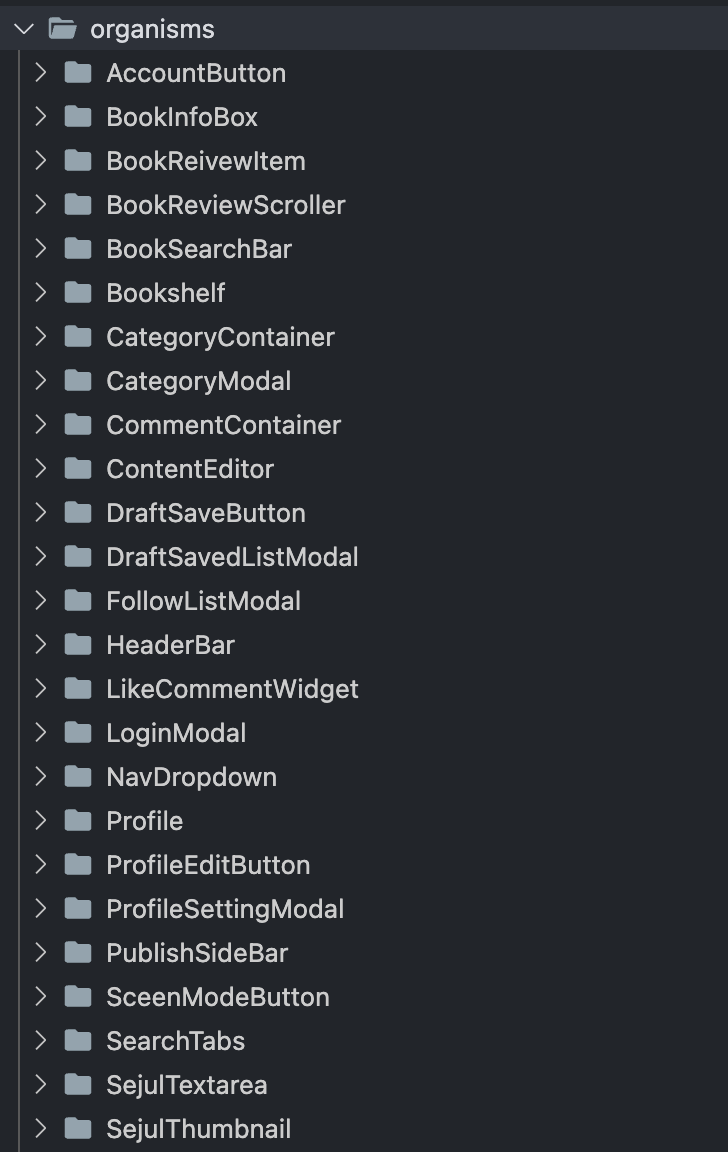 organisms
AccountButton
BookInfoBox
BookReivewItem
BookReviewScroller
BookSearchBar
Bookshelf
CategoryContainer
CategoryModal
CommentContainer
ContentEditor
DraftSaveButton
DraftSavedListModal
FollowListModal
HeaderBar
LikeCommentWidget
LoginModal
NavDropdown
Profile
ProfileEditButton
ProfileSettingModal
PublishSideBar
SceenModeButton
SearchTabs
SejulTextarea
SejulThumbnail